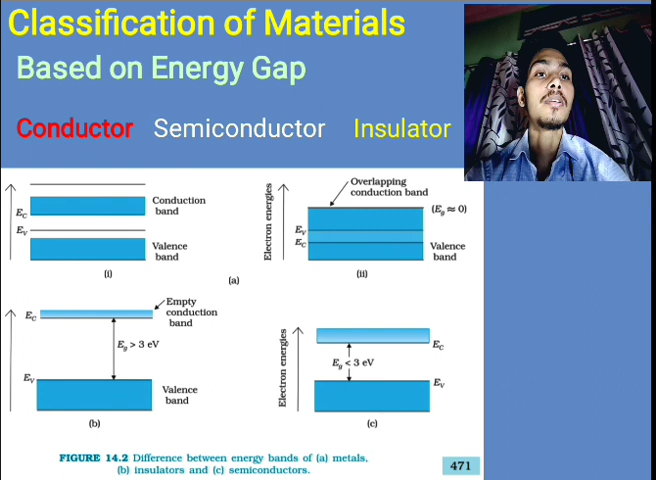 Classification of Materials
Based on Energy Gap
Conductor Semiconductor Insulator
Conduction
band
EC
EV
Valence
band
(i)
Electron energies
Overlapping
conduction band
(Eg ≈ 0)
EV
EC
Valence
band
(ii)
(a)
EC
Empty
conduction
band
Eg > 3 eV
EV
Valence
band
(b)
Electron energies
EC
Eg < 3 eV
EV
(c)
FIGURE 14.2 Difference between energy bands of (a) metals,
(b) insulators and (c) semiconductors.
471